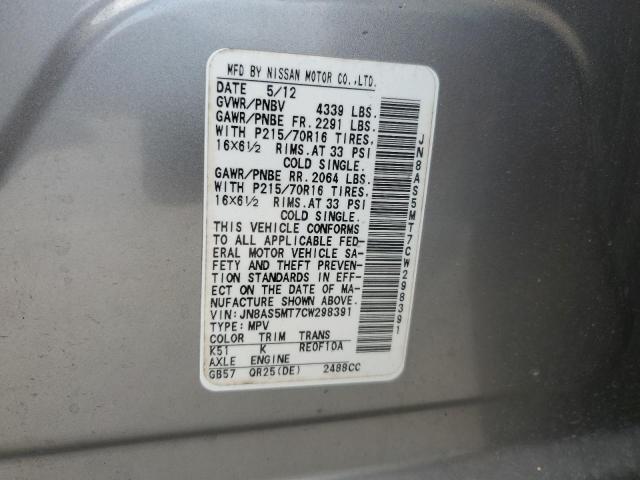 MFD BY NISSAN MOTOR CO.,LTD.
DATE 5/12
GVWR/PNBV 4339 LBS.
GAWR/PNBE FR. 2291 LBS.
WITH P215/70R16 TIRES,
16X6½ RIMS.AT 33 PSI
COLD SINGLE.
GAWR/PNBE RR. 2064 LBS.
WITH P215/70R16 TIRES,
16X6½ RIMS.AT 33 PSI
COLD SINGLE.
THIS VEHICLE CONFORMS
TO ALL APPLICABLE FED-
ERAL MOTOR VEHICLE SA-
FETY AND THEFT PREVEN-
TION STANDARDS IN EFF-
ECT ON THE DATE OF MA-
NUFACTURE SHOWN ABOVE.
VIN: JN8AS5MT7CW298391
TYPE: MPV
COLOR TRIM TRANS
K51 K RE0F10A
AXLE ENGINE
GB57 QR25(DE) 2488CC
JN8AS5MT7CW298391